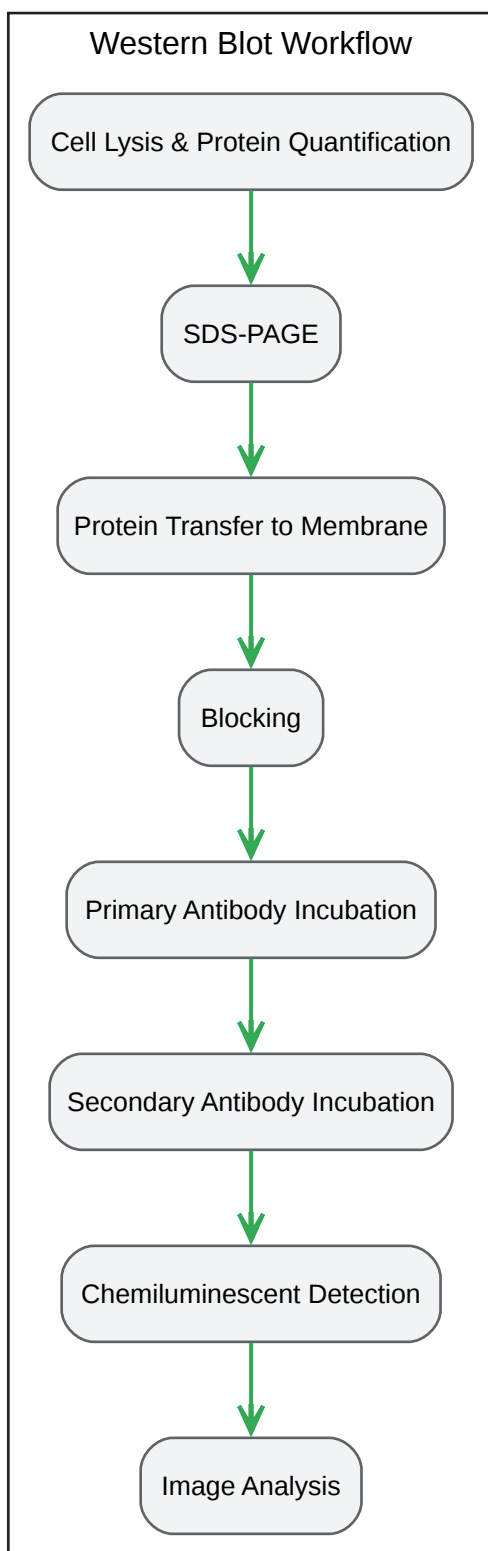 Western Blot Workflow
Cell Lysis & Protein Quantification
SDS-PAGE
Protein Transfer to Membrane
Blocking
Primary Antibody Incubation
Secondary Antibody Incubation
Chemiluminescent Detection
Image Analysis